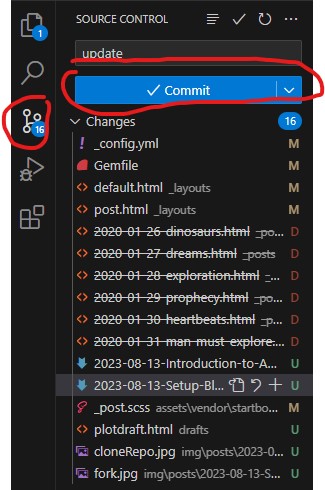 1
SOURCE CONTROL
update
Commit
16
Changes 16
_config.yml M
Gemfile M
default.html _layouts M
post.html _layouts M
2020-01-26-dinosaurs.html _po... D
2020-01-27-dreams.html _posts D
2020-01-28-exploration.html _... D
2020-01-29-prophecy.html _p... D
2020-01-30-heartbeats.html _p... D
2020-01-31-man-must-explore.... D
2023-08-13-Introduction-to-A... U
2023-08-13-Setup-Bl... U
_post.scss assets\vendor\startbo... M
plotdraft.html drafts U
cloneRepo.jpg img\posts\2023-0... U
fork.jpg img\posts\2023-08-13-S... U